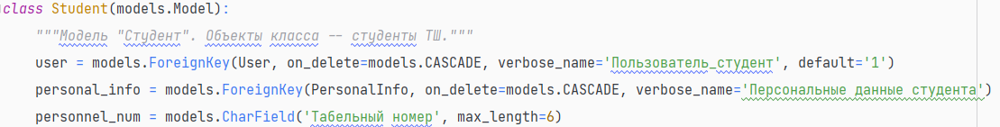 class Student(models.Model):
    """Модель "Студент". Объекты класса -- студенты ТШ."""
    user = models.ForeignKey(User, on_delete=models.CASCADE, verbose_name='Пользователь_студент', default='1')
    personal_info = models.ForeignKey(PersonalInfo, on_delete=models.CASCADE, verbose_name='Персональные данные студента')
    personnel_num = models.CharField('Табельный номер', max_length=6)